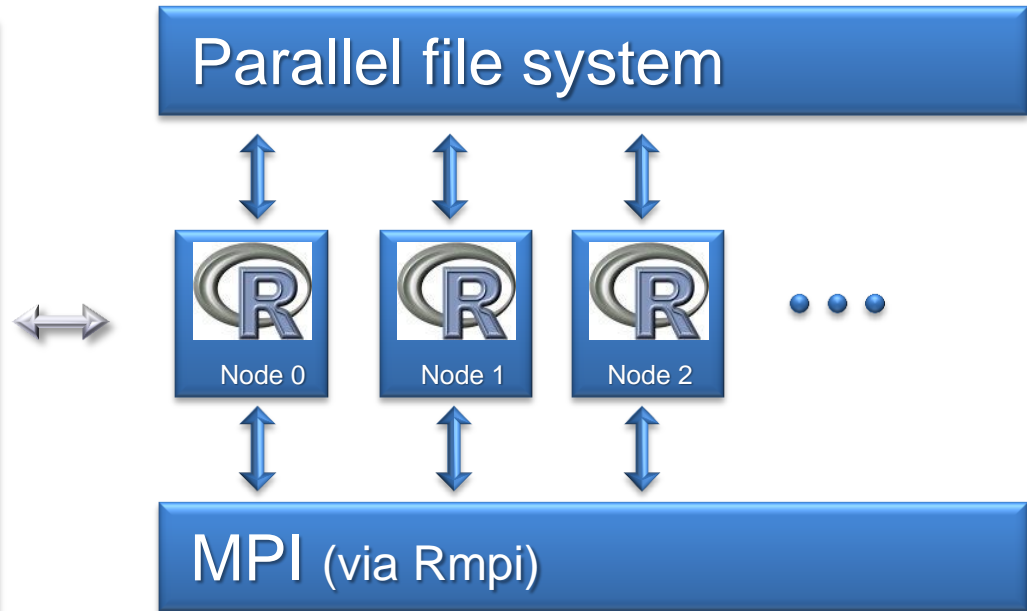 Parallel file system
R R R
Node 0 Node 1 Node 2
MPI (via Rmpi)